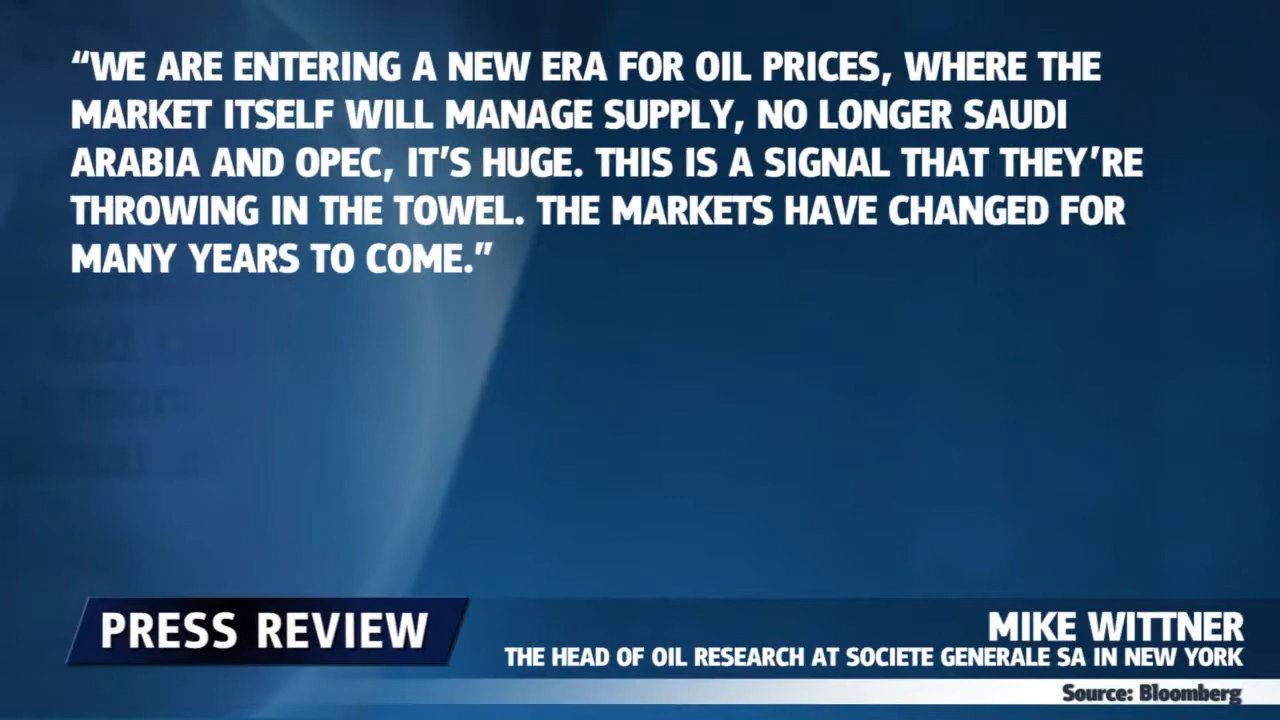 “WE ARE ENTERING A NEW ERA FOR OIL PRICES, WHERE THE
MARKET ITSELF WILL MANAGE SUPPLY, NO LONGER SAUDI
ARABIA AND OPEC, IT’S HUGE. THIS IS A SIGNAL THAT THEY’RE
THROWING IN THE TOWEL. THE MARKETS HAVE CHANGED FOR
MANY YEARS TO COME.”
PRESS REVIEW
MIKE WITTNER
THE HEAD OF OIL RESEARCH AT SOCIETE GENERALE SA IN NEW YORK
Source: Bloomberg